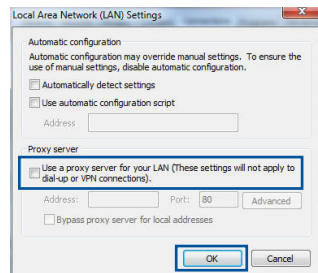 Local Area Network (LAN) Settings
Automatic configuration
Automatic configuration may override manual settings. To ensure the
use of manual settings, disable automatic configuration.
Automatically detect settings
Use automatic configuration script
Address
Proxy server
Use a proxy server for your LAN (These settings will not apply to
dial-up or VPN connections).
Address: Port: 80 Advanced
Bypass proxy server for local addresses
OK Cancel